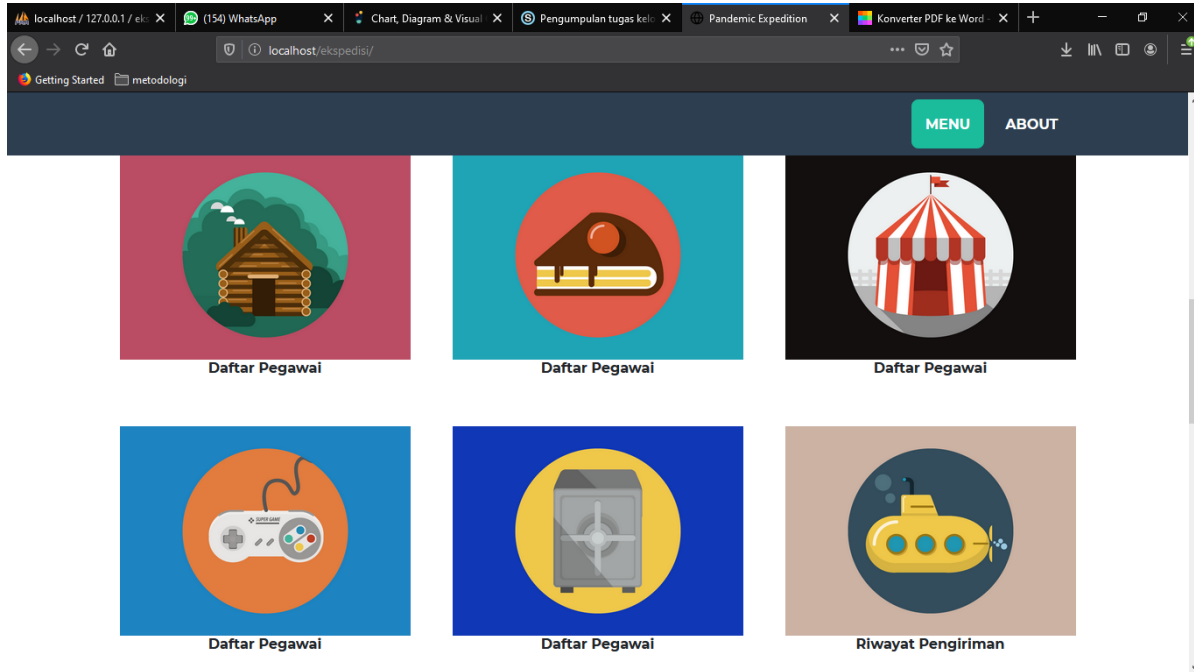 localhost / 127.0.0.1 / eks
(154) WhatsApp
Chart, Diagram & Visual
Pengumpulan tugas kelo
Pandemic Expedition
Konverter PDF ke Word -
localhost/ekspedisi/
Getting Started
metodologi
MENU
ABOUT
Daftar Pegawai
Daftar Pegawai
Daftar Pegawai
SUPER GAME
Daftar Pegawai
Daftar Pegawai
Riwayat Pengiriman